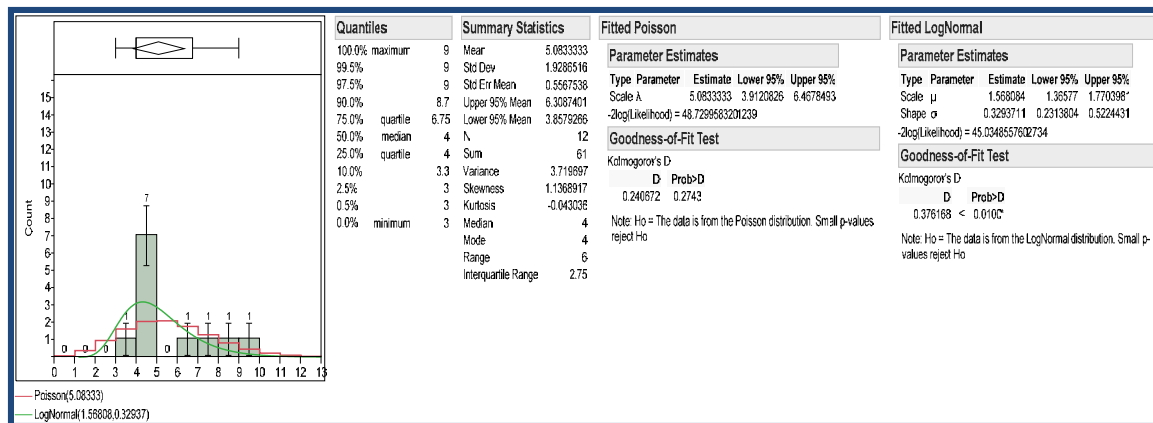 15
14
13
12
11
10
9
8
7
6
5
4
3
2
1
Count
0 0 0 1 7 0 1 1 1 1
0 1 2 3 4 5 6 7 8 9 10 11 12 13
Poisson(5.08333)
LogNormal(1.56808,0.32937)
Quantiles
100.0% maximum 9
99.5% 9
97.5% 9
90.0% 8.7
75.0% quartile 6.75
50.0% median 4
25.0% quartile 4
10.0% 3.3
2.5% 3
0.5% 3
0.0% minimum 3
Summary Statistics
Mean 5.0833333
Std Dev 1.9286516
Std Err Mean 0.5567538
Upper 95% Mean 6.3087401
Lower 95% Mean 3.8579266
N 12
Sum 61
Variance 3.719697
Skewness 1.1368917
Kurtosis -0.043036
Median 4
Mode 4
Range 6
Interquartile Range 2.75
Fitted Poisson
Parameter Estimates
Type Parameter Estimate Lower 95% Upper 95%
Scale λ 5.0833333 3.9120826 6.4678493
-2log(Likelihood) = 48.7299583201239
Goodness-of-Fit Test
Kolmogorov's D
D Prob>D
0.240672 0.2743
Note: Ho = The data is from the Poisson distribution. Small p-values
reject Ho
Fitted LogNormal
Parameter Estimates
Type Parameter Estimate Lower 95% Upper 95%
Scale μ 1.568084 1.36577 1.7703981
Shape σ 0.3293711 0.2313804 0.5224431
-2log(Likelihood) = 45.0348557602734
Goodness-of-Fit Test
Kolmogorov's D
D Prob>D
0.376168 < 0.0100*
Note: Ho = The data is from the LogNormal distribution. Small p-
values reject Ho